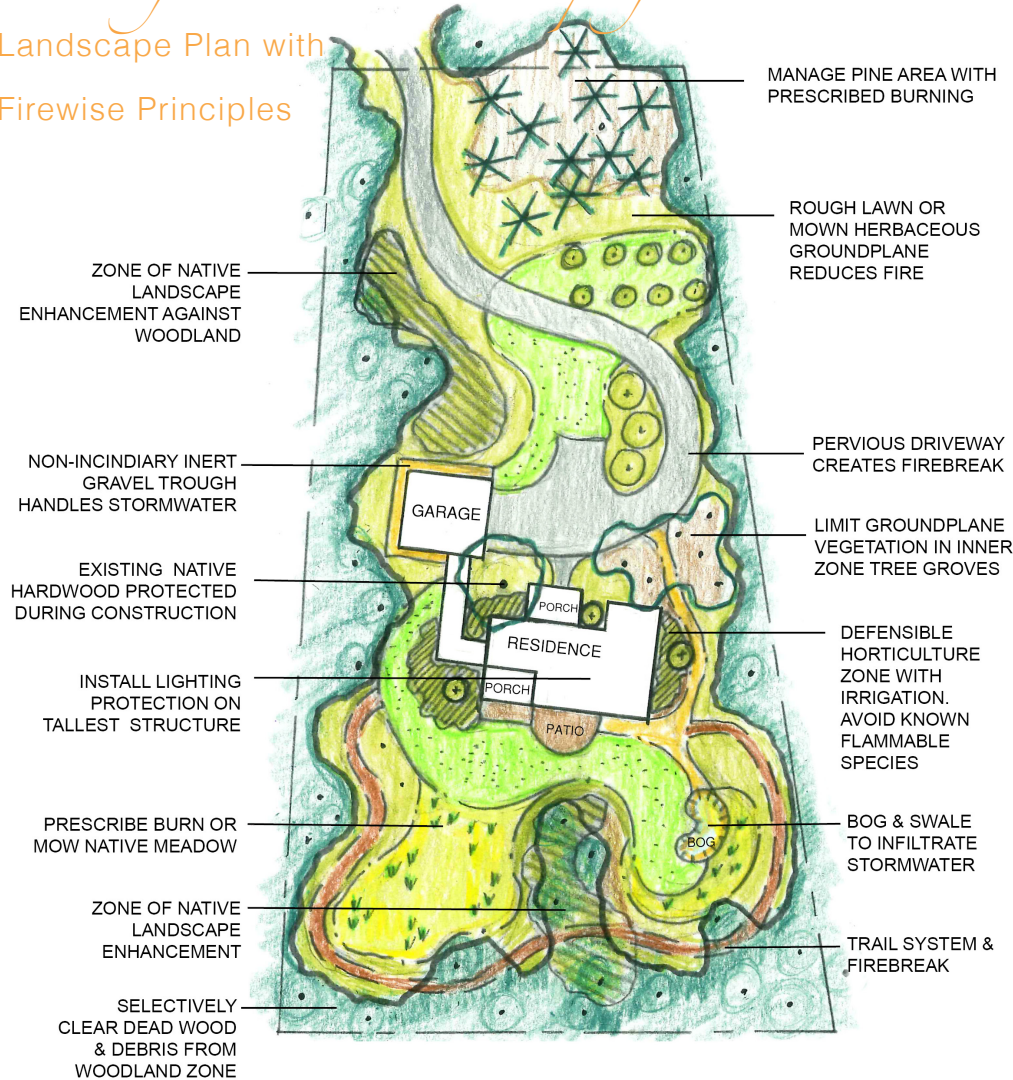 Landscape Plan with
Firewise Principles
MANAGE PINE AREA WITH
PRESCRIBED BURNING
ROUGH LAWN OR
MOWN HERBACEOUS
GROUNDPLANE
REDUCES FIRE
ZONE OF NATIVE
LANDSCAPE
ENHANCEMENT AGAINST
WOODLAND
PERVIOUS DRIVEWAY
CREATES FIREBREAK
NON-INCINDIARY INERT
GRAVEL TROUGH
HANDLES STORMWATER
GARAGE
LIMIT GROUNDPLANE
VEGETATION IN INNER
ZONE TREE GROVES
EXISTING NATIVE
HARDWOOD PROTECTED
DURING CONSTRUCTION
PORCH
RESIDENCE
DEFENSIBLE
HORTICULTURE
ZONE WITH
IRRIGATION.
AVOID KNOWN
FLAMMABLE
SPECIES
INSTALL LIGHTING
PROTECTION ON
TALLEST STRUCTURE
PORCH
PATIO
PRESCRIBE BURN OR
MOW NATIVE MEADOW
BOG
BOG & SWALE
TO INFILTRATE
STORMWATER
ZONE OF NATIVE
LANDSCAPE
ENHANCEMENT
TRAIL SYSTEM &
FIREBREAK
SELECTIVELY
CLEAR DEAD WOOD
& DEBRIS FROM
WOODLAND ZONE